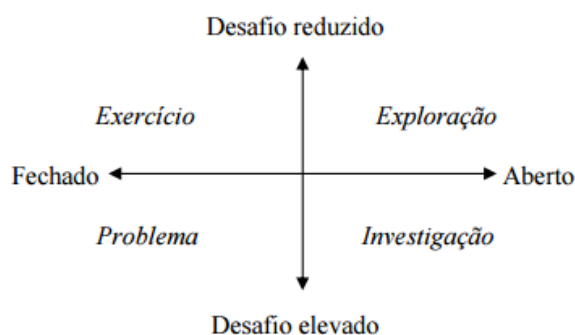 Desafio reduzido
Exercício Exploração
Fechado Aberto
Problema Investigação
Desafio elevado